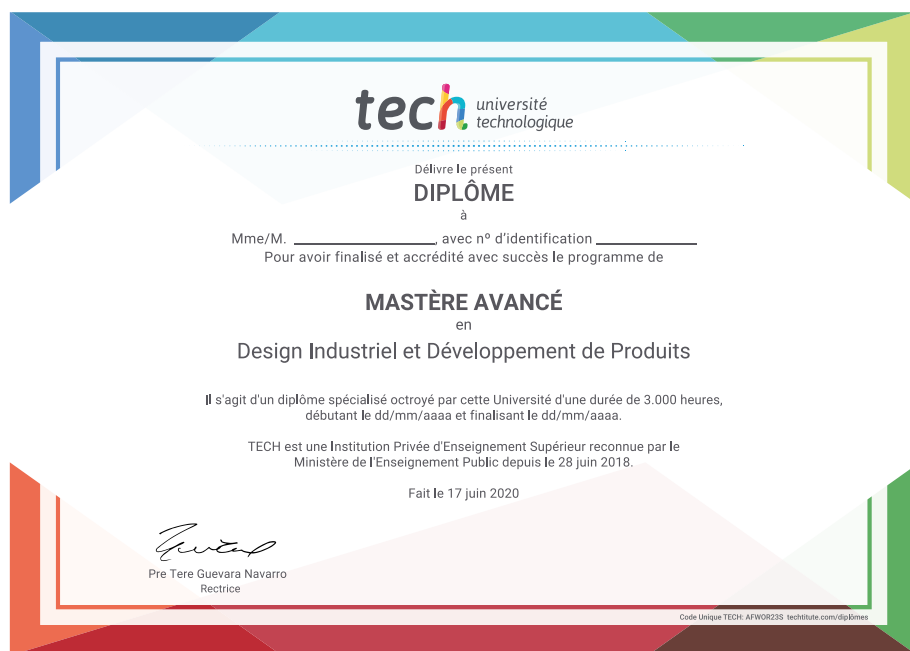 tech université
technologique
Délivre le présent
DIPLÔME
à
Mme/M. ____________________, avec nº d'identification ______________
Pour avoir finalisé et accrédité avec succès le programme de
MASTÈRE AVANCÉ
en
Design Industriel et Développement de Produits
Il s'agit d'un diplôme spécialisé octroyé par cette Université d'une durée de 3.000 heures,
débutant le dd/mm/aaaa et finalisant le dd/mm/aaaa.
TECH est une Institution Privée d'Enseignement Supérieur reconnue par le
Ministère de l'Enseignement Public depuis le 28 juin 2018.
Fait le 17 juin 2020
Pre Tere Guevara Navarro
Rectrice
Code Unique TECH: AFWOR23S techtitute.com/diplômes